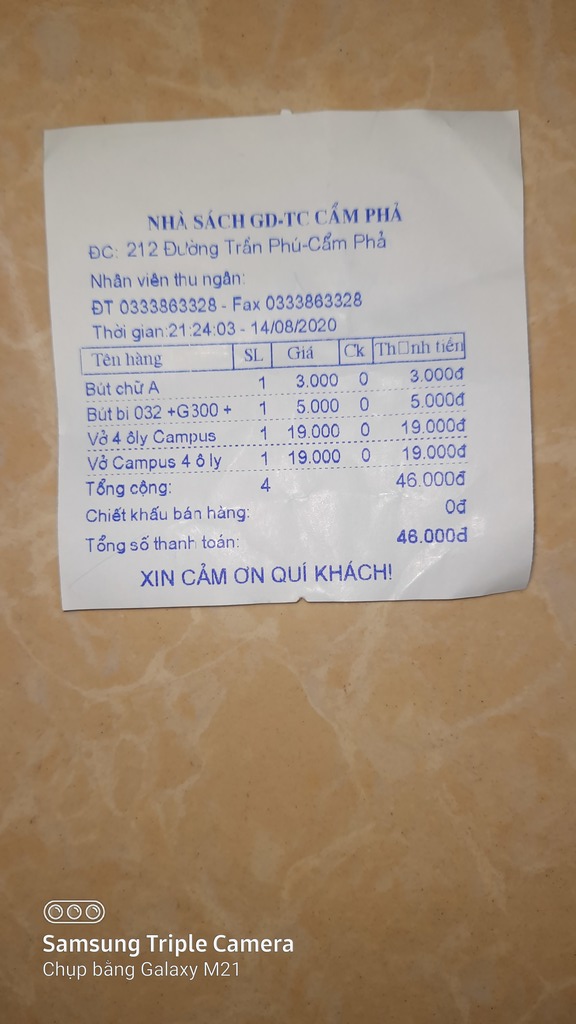 NHÀ SÁCH GD-TC CẨM PHẢ
ĐC: 212 Đường Trần Phú-Cẩm Phả
Nhân viên thu ngân:
ĐT 0333863328 - Fax 0333863328
Thời gian:21:24:03 - 14/08/2020
Tên hàng SL Giá Ck Th□nh tiền
Bút chữ A 1 3.000 0 3.000đ
Bút bi 032 +G300 + 1 5.000 0 5.000đ
Vở 4 ôly Campus 1 19.000 0 19.000đ
Vở Campus 4 ô ly 1 19.000 0 19.000đ
Tổng cộng: 4 46.000đ
Chiết khấu bán hàng: 0đ
Tổng số thanh toán: 46.000đ
XIN CẢM ƠN QUÍ KHÁCH!
Samsung Triple Camera
Chụp bằng Galaxy M21